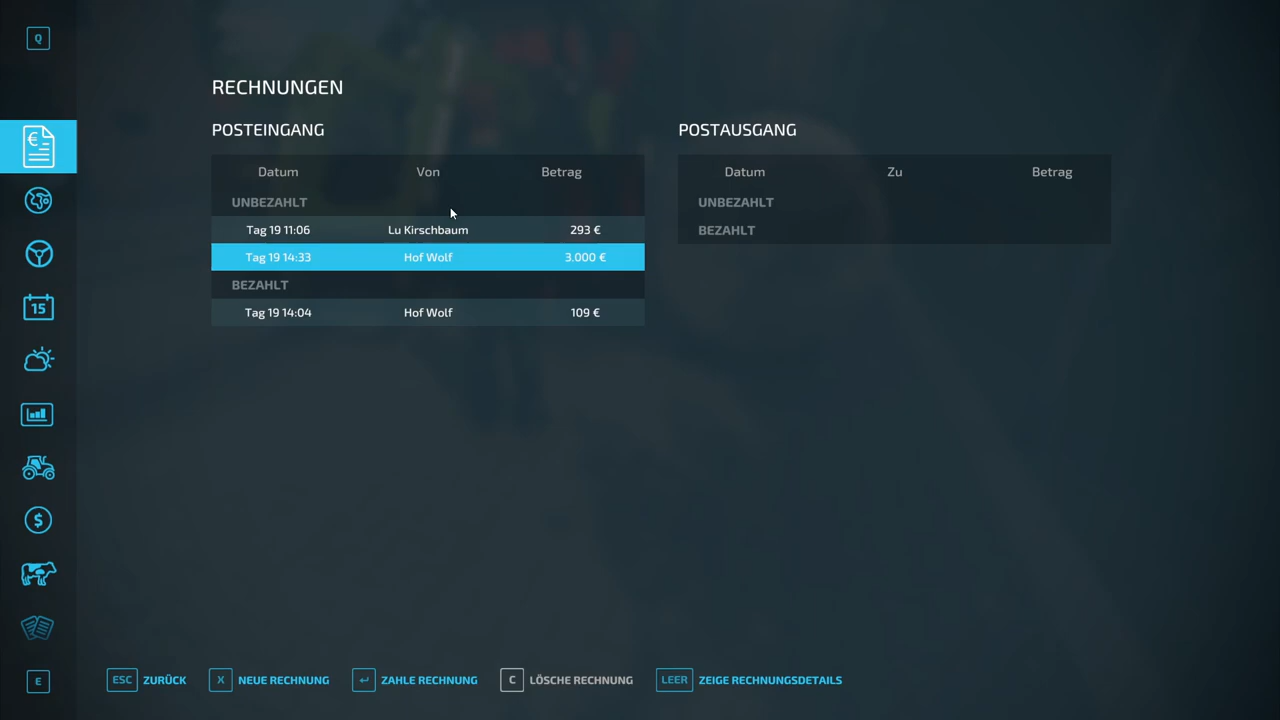 Q
RECHNUNGEN
POSTEINGANG
Datum Von Betrag
UNBEZAHLT
Tag 19 11:06 Lu Kirschbaum 293 €
Tag 19 14:33 Hof Wolf 3.000 €
BEZAHLT
Tag 19 14:04 Hof Wolf 109 €
POSTAUSGANG
Datum Zu Betrag
UNBEZAHLT
BEZAHLT
€
15
$
E
ESC ZURÜCK X NEUE RECHNUNG ↵ ZAHLE RECHNUNG C LÖSCHE RECHNUNG LEER ZEIGE RECHNUNGSDETAILS